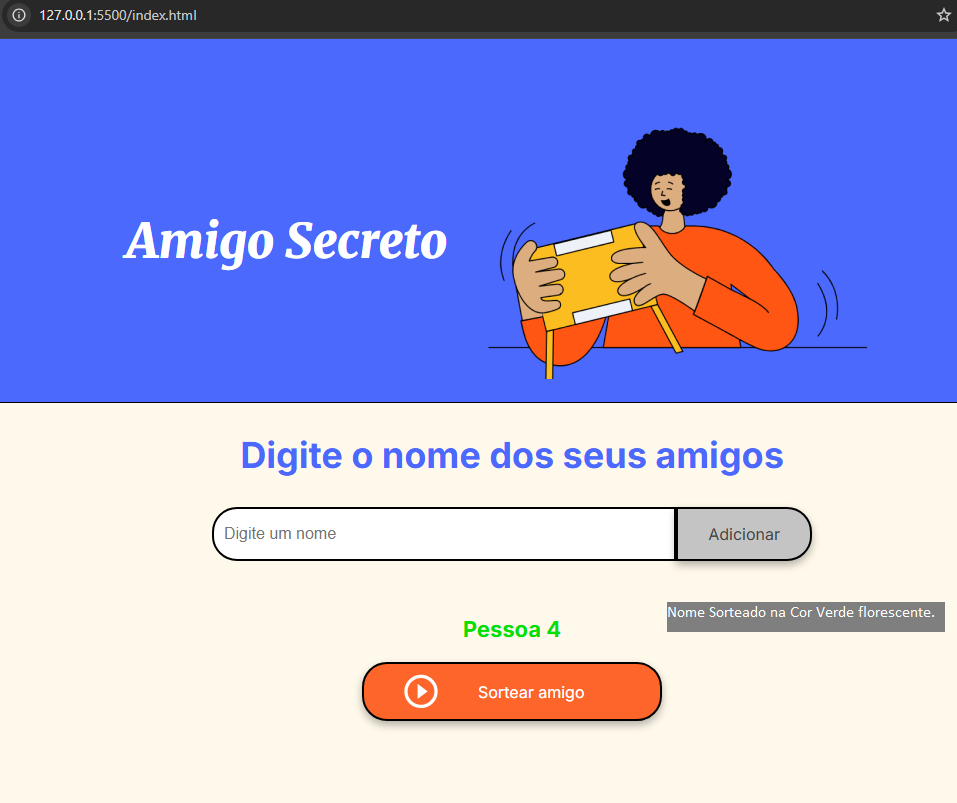 127.0.0.1:5500/index.html
Amigo Secreto
Digite o nome dos seus amigos
Digite um nome
Adicionar
Nome Sorteado na Cor Verde florescente.
Pessoa 4
Sortear amigo